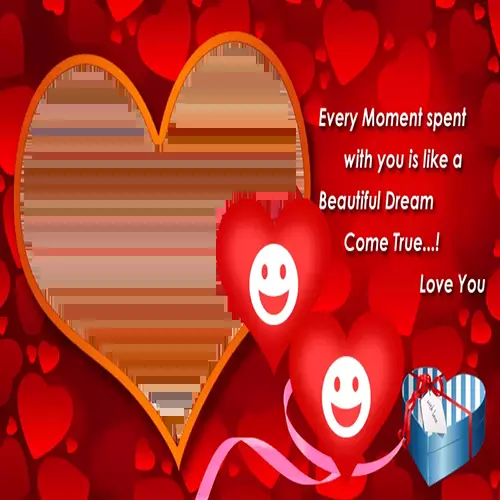 Every Moment spent
with you is like a
Beautiful Dream
Come True...!
Love You